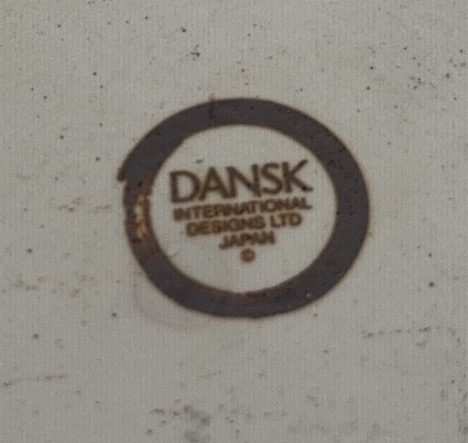 DANSK
INTERNATIONAL
DESIGNS LTD
JAPAN
©